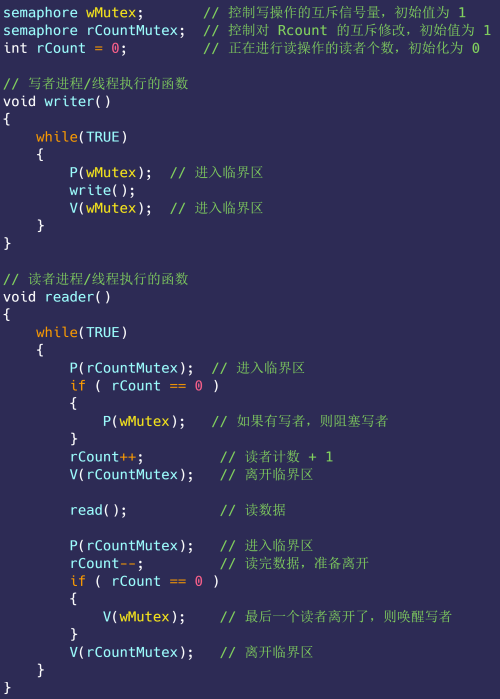 semaphore wMutex;       // 控制写操作的互斥信号量，初始值为 1
semaphore rCountMutex;  // 控制对 Rcount 的互斥修改，初始值为 1
int rCount = 0;         // 正在进行读操作的读者个数，初始化为 0

// 写者进程/线程执行的函数
void writer()
{
    while(TRUE)
    {
        P(wMutex);  // 进入临界区
        write();
        V(wMutex);  // 进入临界区
    }
}

// 读者进程/线程执行的函数
void reader()
{
    while(TRUE)
    {
        P(rCountMutex);  // 进入临界区
        if ( rCount == 0 )
        {
            P(wMutex);   // 如果有写者，则阻塞写者
        }
        rCount++;         // 读者计数 + 1
        V(rCountMutex);   // 离开临界区

        read();           // 读数据

        P(rCountMutex);   // 进入临界区
        rCount--;         // 读完数据，准备离开
        if ( rCount == 0 )
        {
            V(wMutex);    // 最后一个读者离开了，则唤醒写者
        }
        V(rCountMutex);   // 离开临界区
    }
}